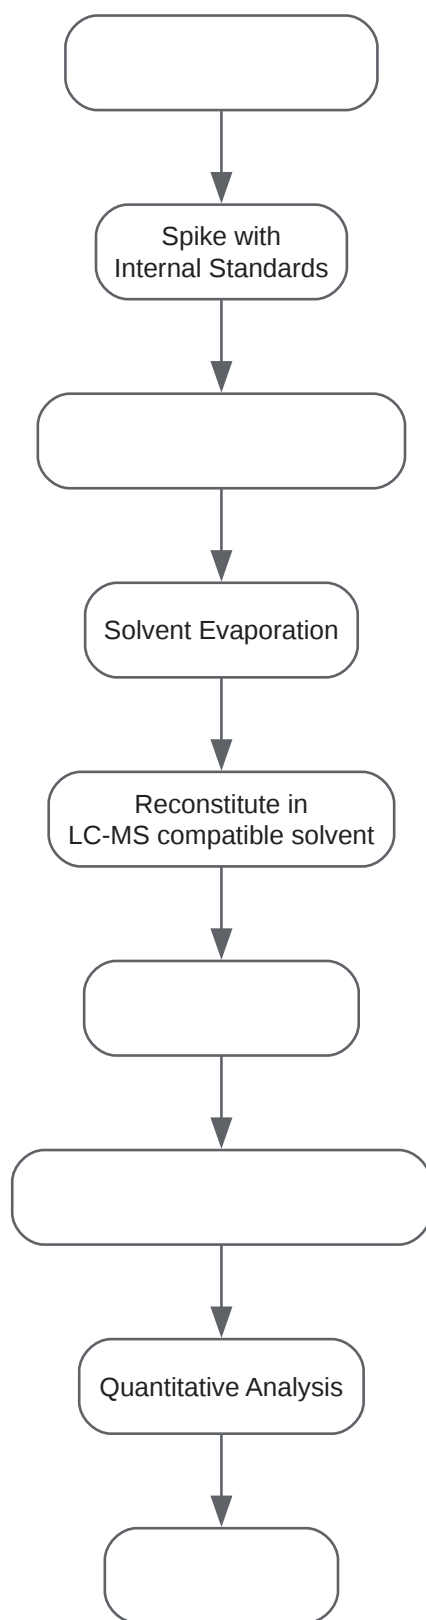 Spike with
Internal Standards
Solvent Evaporation
Reconstitute in
LC-MS compatible solvent
Quantitative Analysis